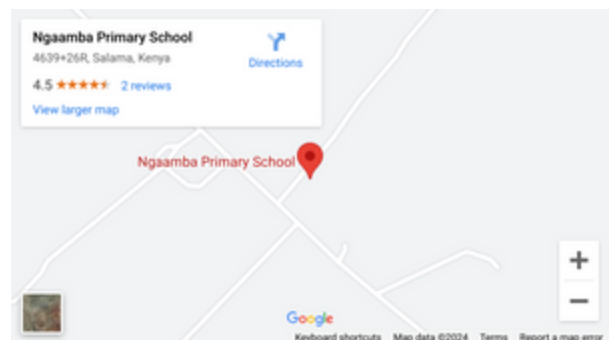 Ngaamba Primary School
4639+26R, Salama, Kenya
Directions
4.5
2 reviews
View larger map
Ngaamba Primary School
+
−
Google
Keyboard shortcuts Map data ©2024 Terms Report a map error